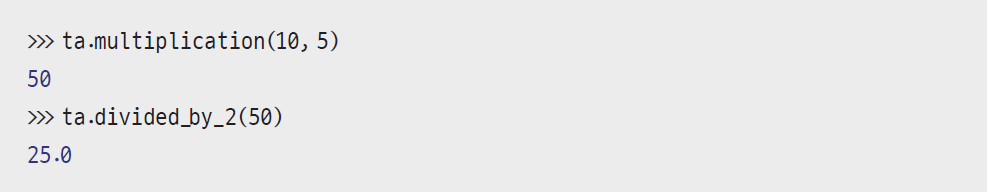 >>> ta.multiplication(10, 5)
50
>>> ta.divided_by_2(50)
25.0